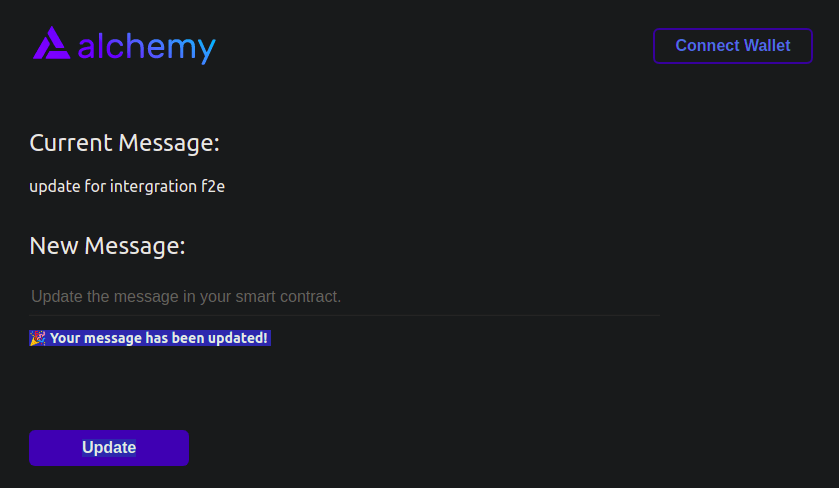 alchemy
Connect Wallet
Current Message:
update for intergration f2e
New Message:
Update the message in your smart contract.
🎉 Your message has been updated!
Update